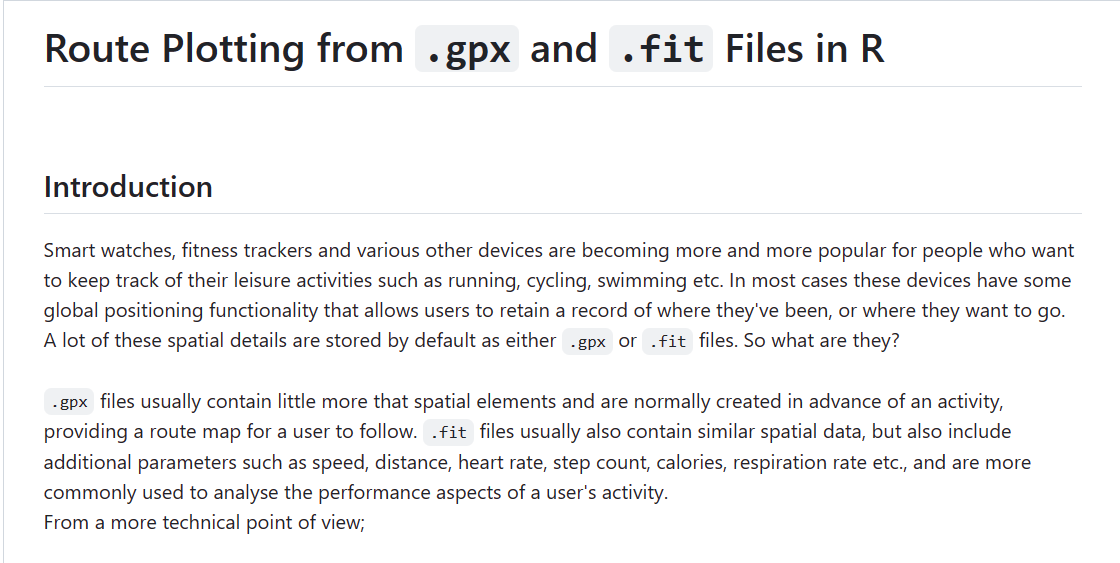 Route Plotting from .gpx and .fit Files in R
Introduction
Smart watches, fitness trackers and various other devices are becoming more and more popular for people who want
to keep track of their leisure activities such as running, cycling, swimming etc. In most cases these devices have some
global positioning functionality that allows users to retain a record of where they've been, or where they want to go.
A lot of these spatial details are stored by default as either .gpx or .fit files. So what are they?
.gpx files usually contain little more that spatial elements and are normally created in advance of an activity,
providing a route map for a user to follow. .fit files usually also contain similar spatial data, but also include
additional parameters such as speed, distance, heart rate, step count, calories, respiration rate etc., and are more
commonly used to analyse the performance aspects of a user's activity.
From a more technical point of view;